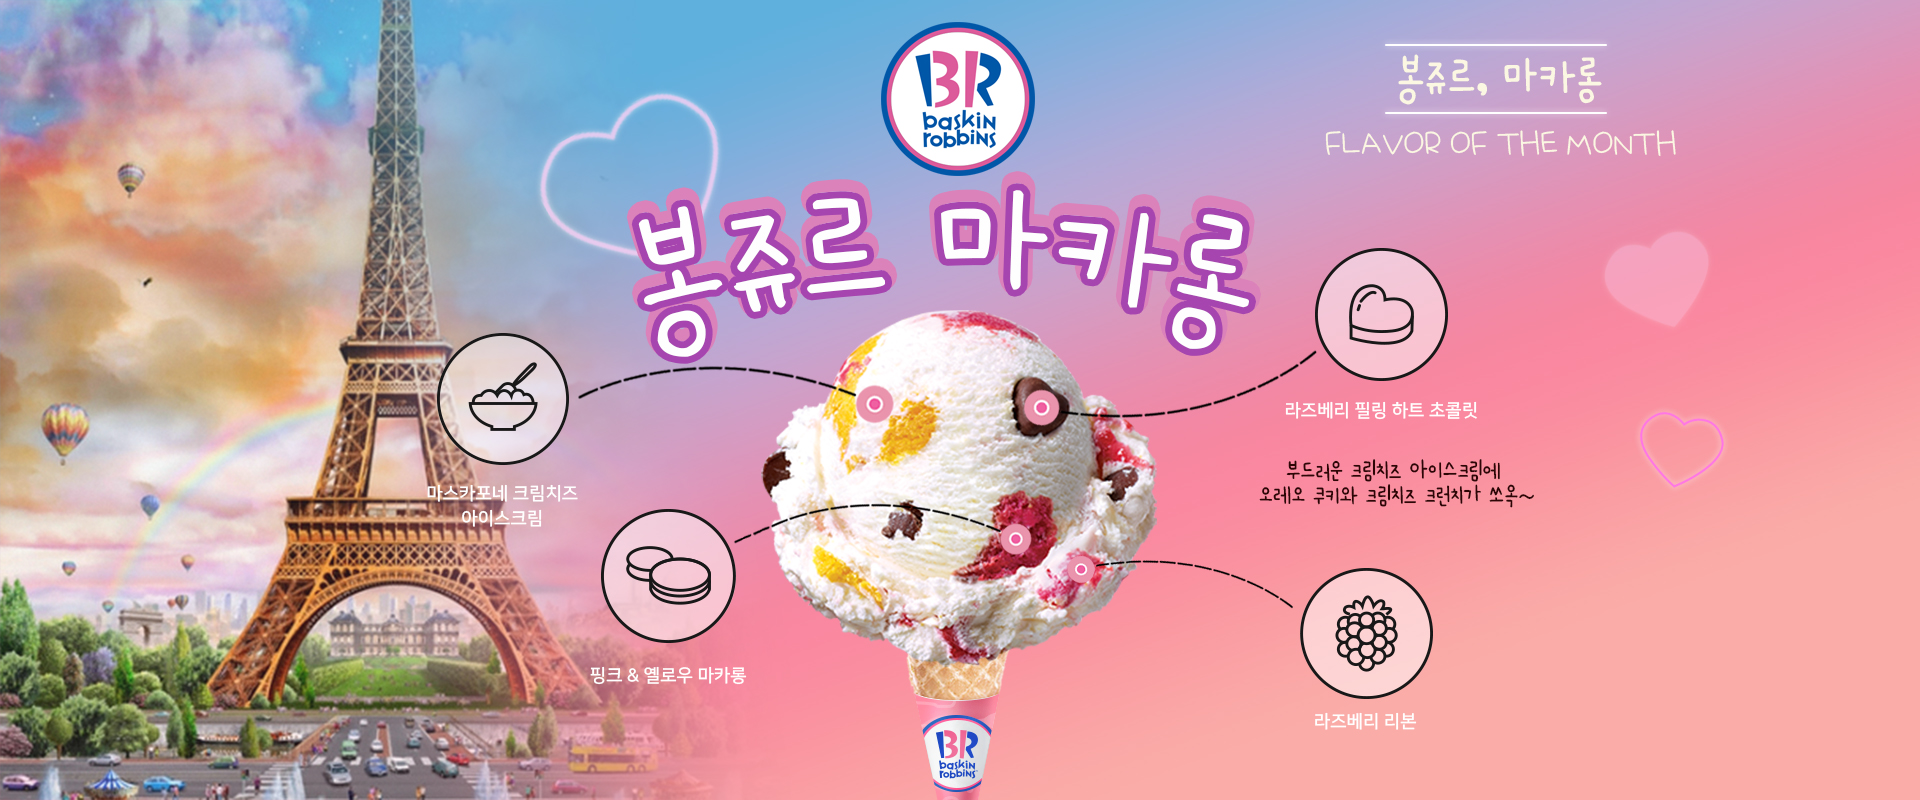 BR
baskin
robbins
봉쥬르, 마카롱
FLAVOR OF THE MONTH
봉쥬르 마카롱
마스카포네 크림치즈
아이스크림
핑크 & 옐로우 마카롱
라즈베리 필링 하트 초콜릿
부드러운 크림치즈 아이스크림에
오레오 쿠키와 크림치즈 크런치가 쏘옥~
라즈베리 리본
BR
baskin
robbins